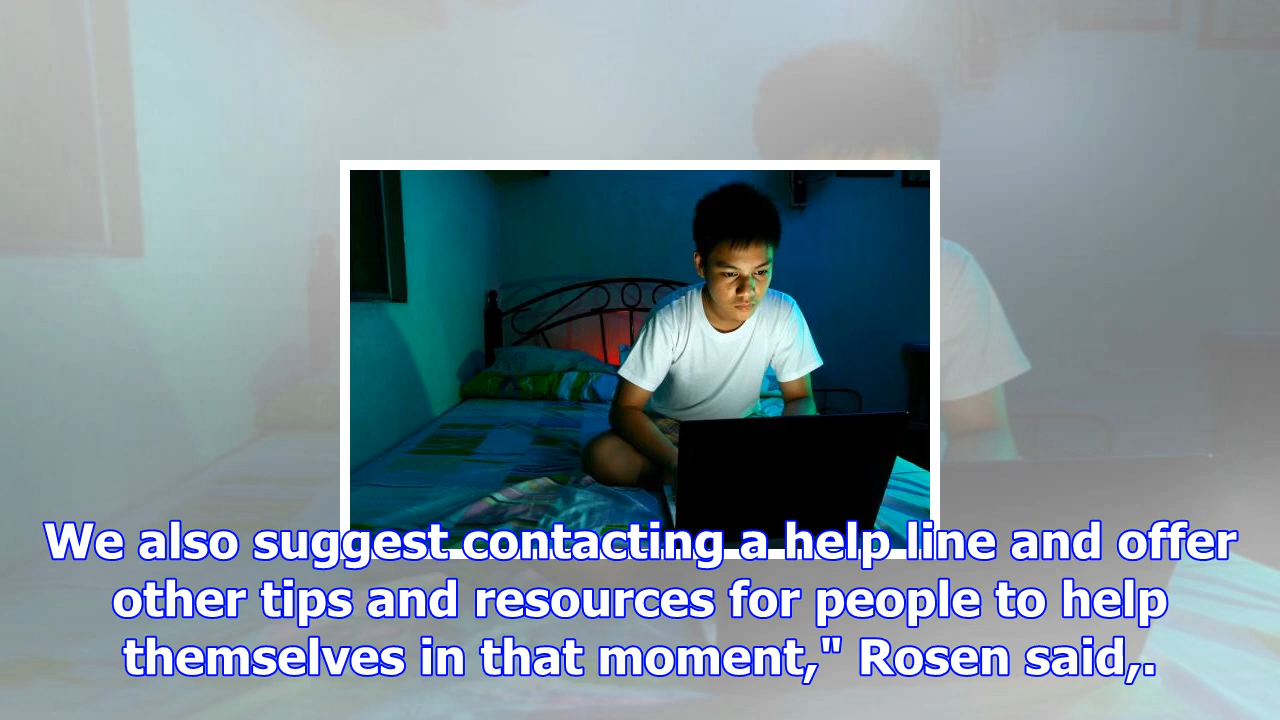 We also suggest contacting a help line and offer
other tips and resources for people to help
themselves in that moment," Rosen said,.